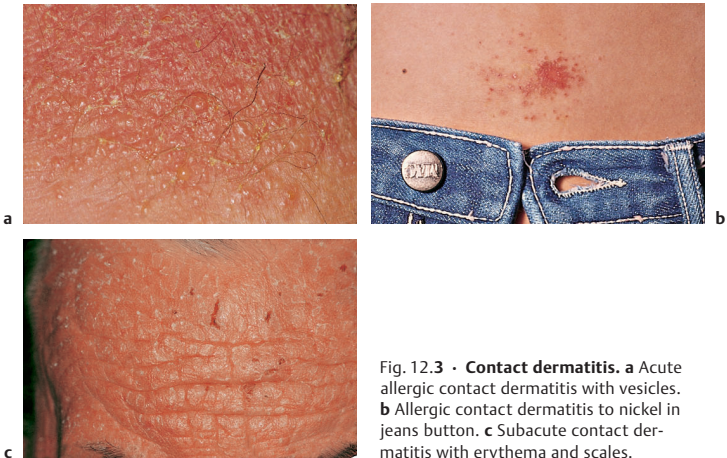 a
b
c
Fig. 12.3 · Contact dermatitis. a Acute
allergic contact dermatitis with vesicles.
b Allergic contact dermatitis to nickel in
jeans button. c Subacute contact der-
matitis with erythema and scales.